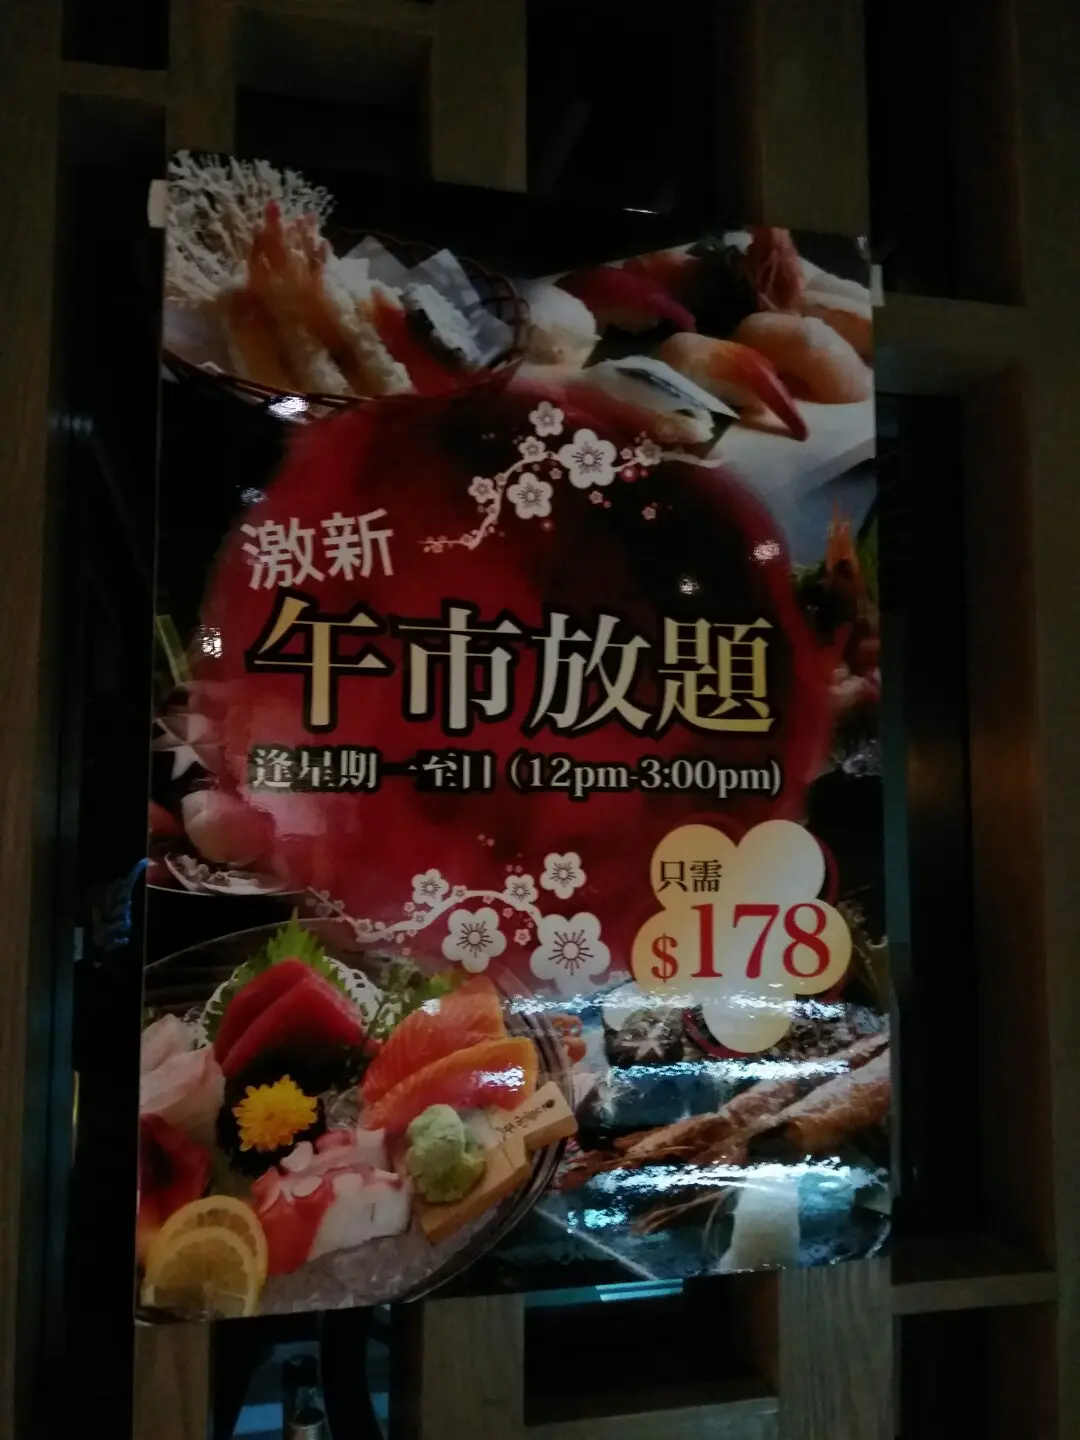 激新
午市放題
逢星期一至日 (12pm-3:00pm)
只需
$178